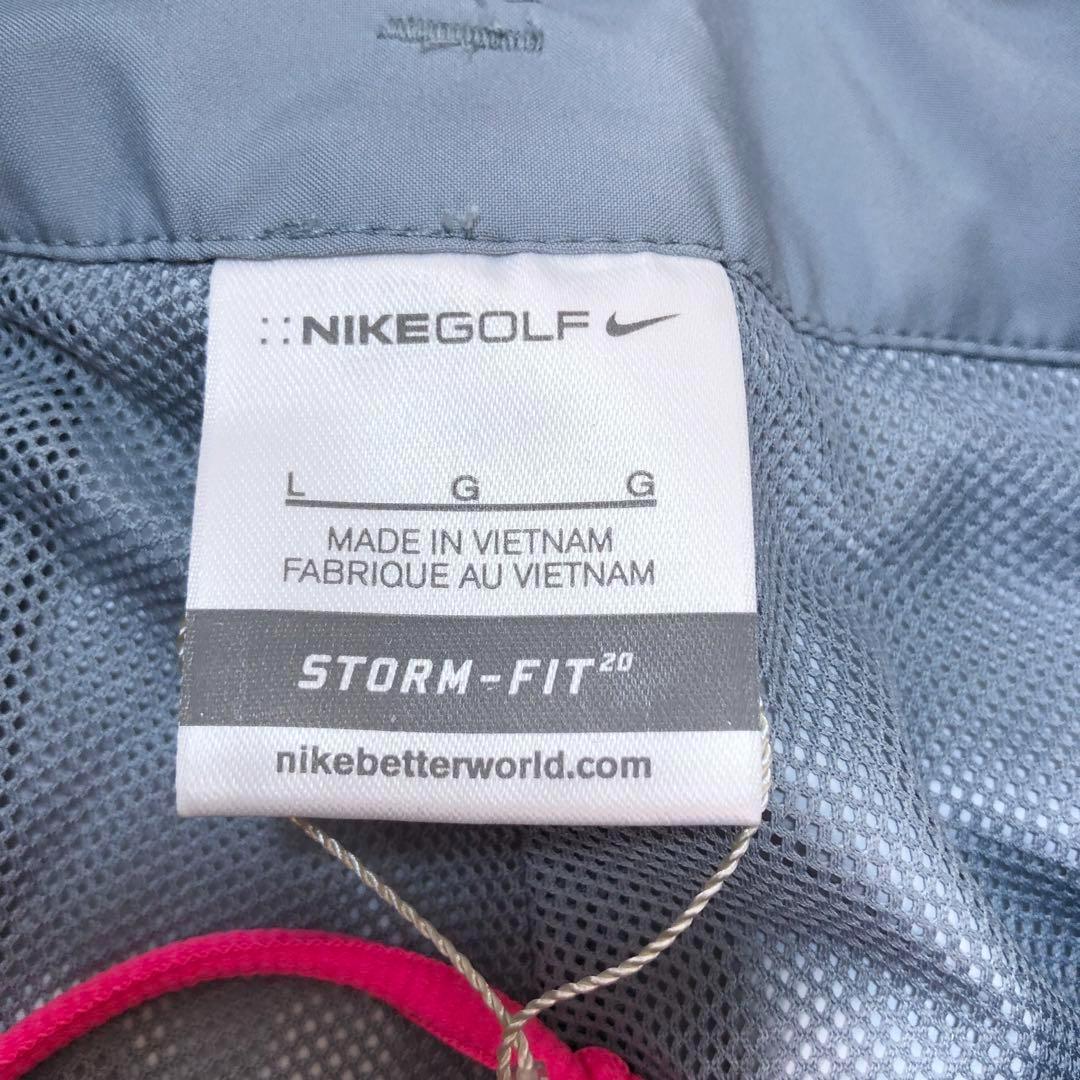 ::NIKEGOLF
L G G
MADE IN VIETNAM
FABRIQUE AU VIETNAM
STORM-FIT²⁰
nikebetterworld.com